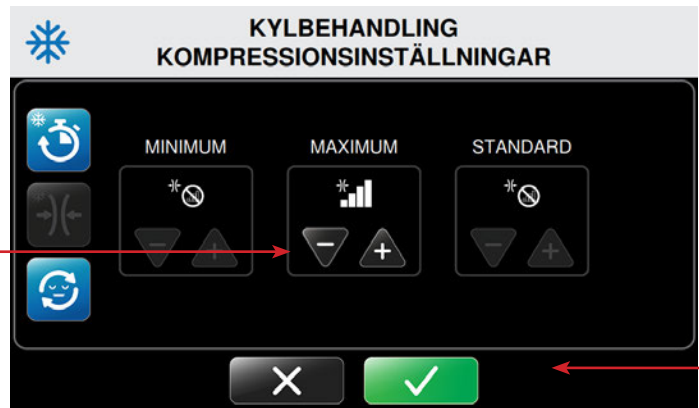 KYLBEHANDLING
KOMPRESSIONSINSTÄLLNINGAR
MINIMUM MAXIMUM STANDARD